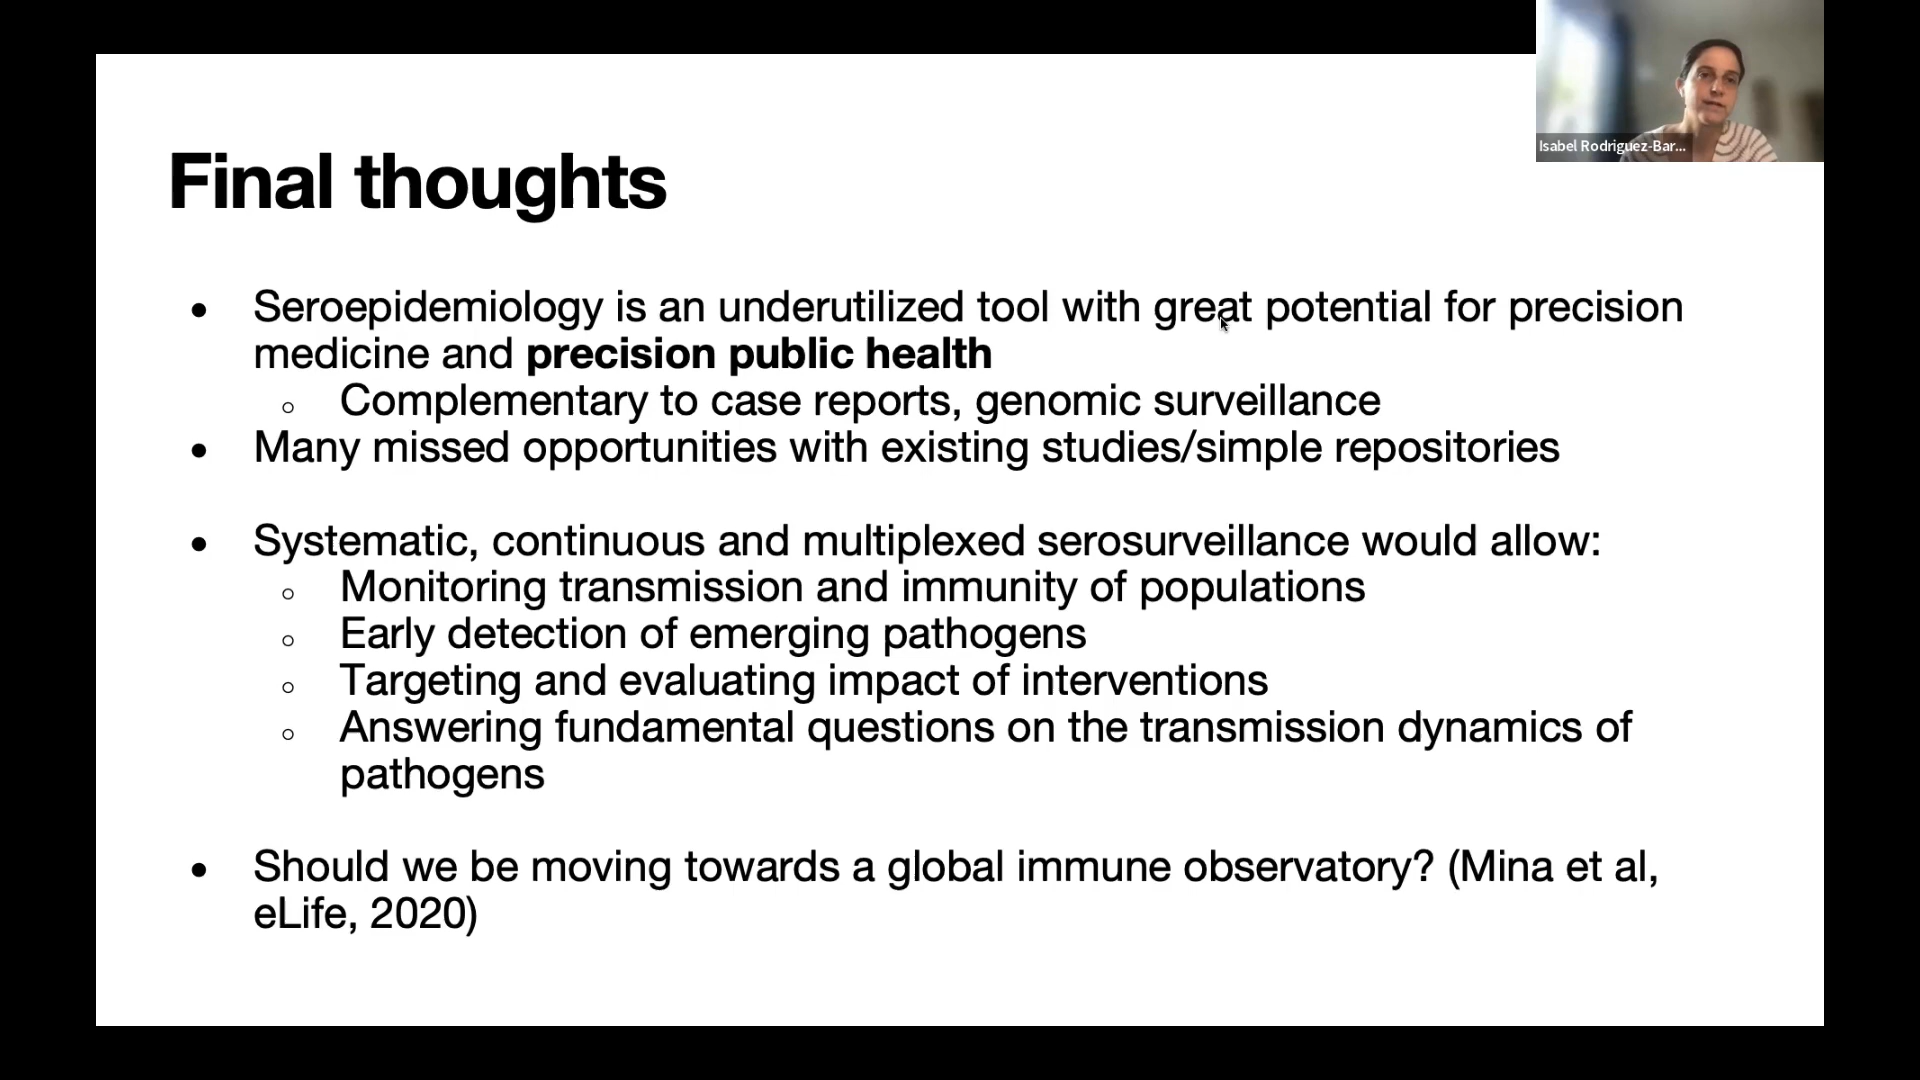 Isabel Rodriguez-Bar...
Final thoughts
• Seroepidemiology is an underutilized tool with great potential for precision
medicine and precision public health
○ Complementary to case reports, genomic surveillance
• Many missed opportunities with existing studies/simple repositories
• Systematic, continuous and multiplexed serosurveillance would allow:
○ Monitoring transmission and immunity of populations
○ Early detection of emerging pathogens
○ Targeting and evaluating impact of interventions
○ Answering fundamental questions on the transmission dynamics of
pathogens
• Should we be moving towards a global immune observatory? (Mina et al,
eLife, 2020)